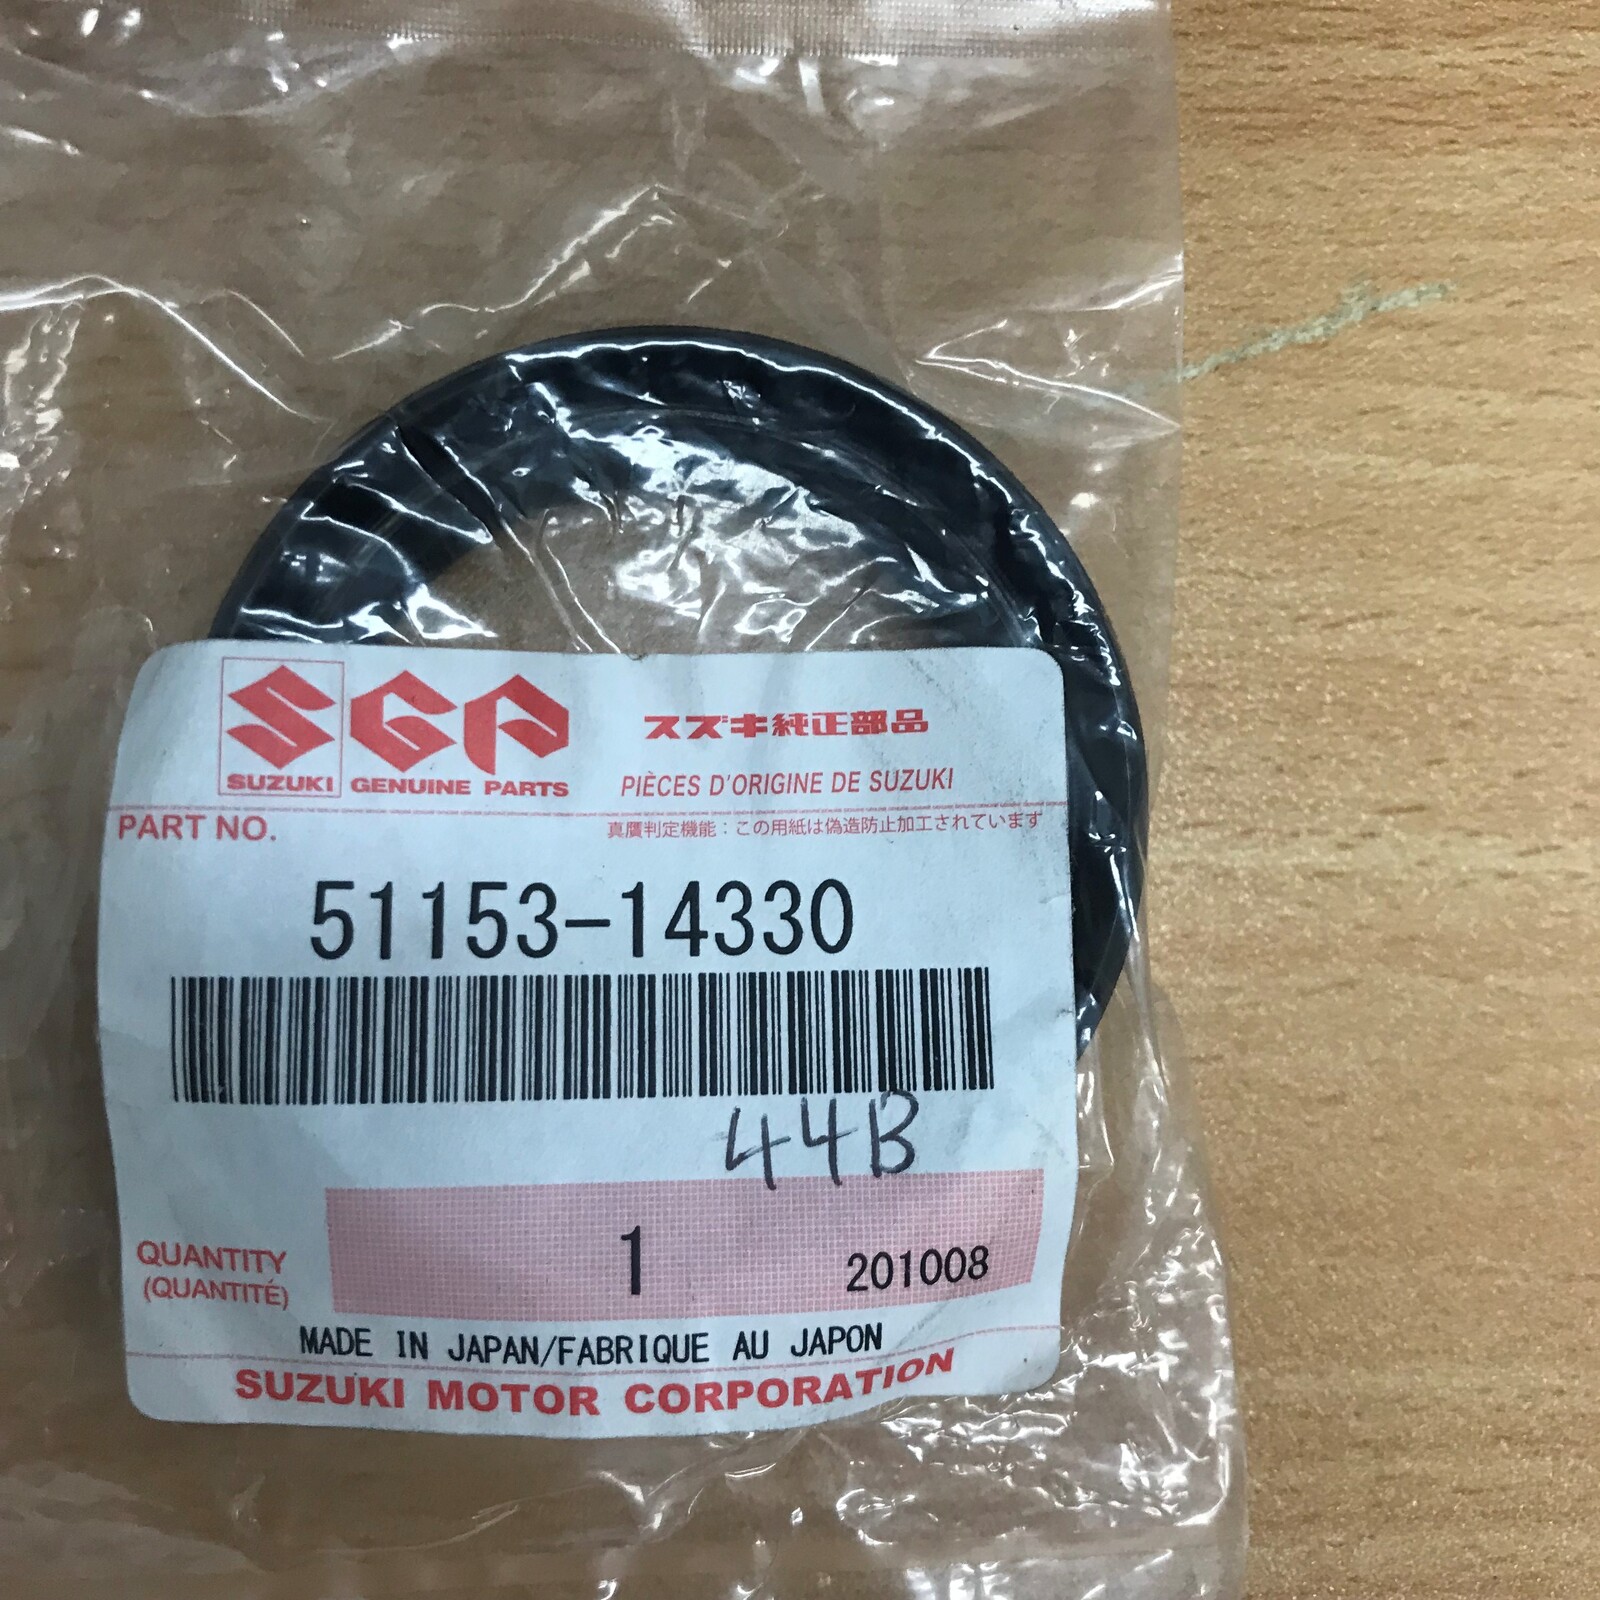 SGP
SUZUKI GENUINE PARTS
スズキ純正部品
PIÈCES D'ORIGINE DE SUZUKI
PART NO.
真贋判定機能：この用紙は偽造防止加工されています
51153-14330
44B
QUANTITY
(QUANTITÉ)
1
201008
MADE IN JAPAN/FABRIQUE AU JAPON
SUZUKI MOTOR CORPORATION